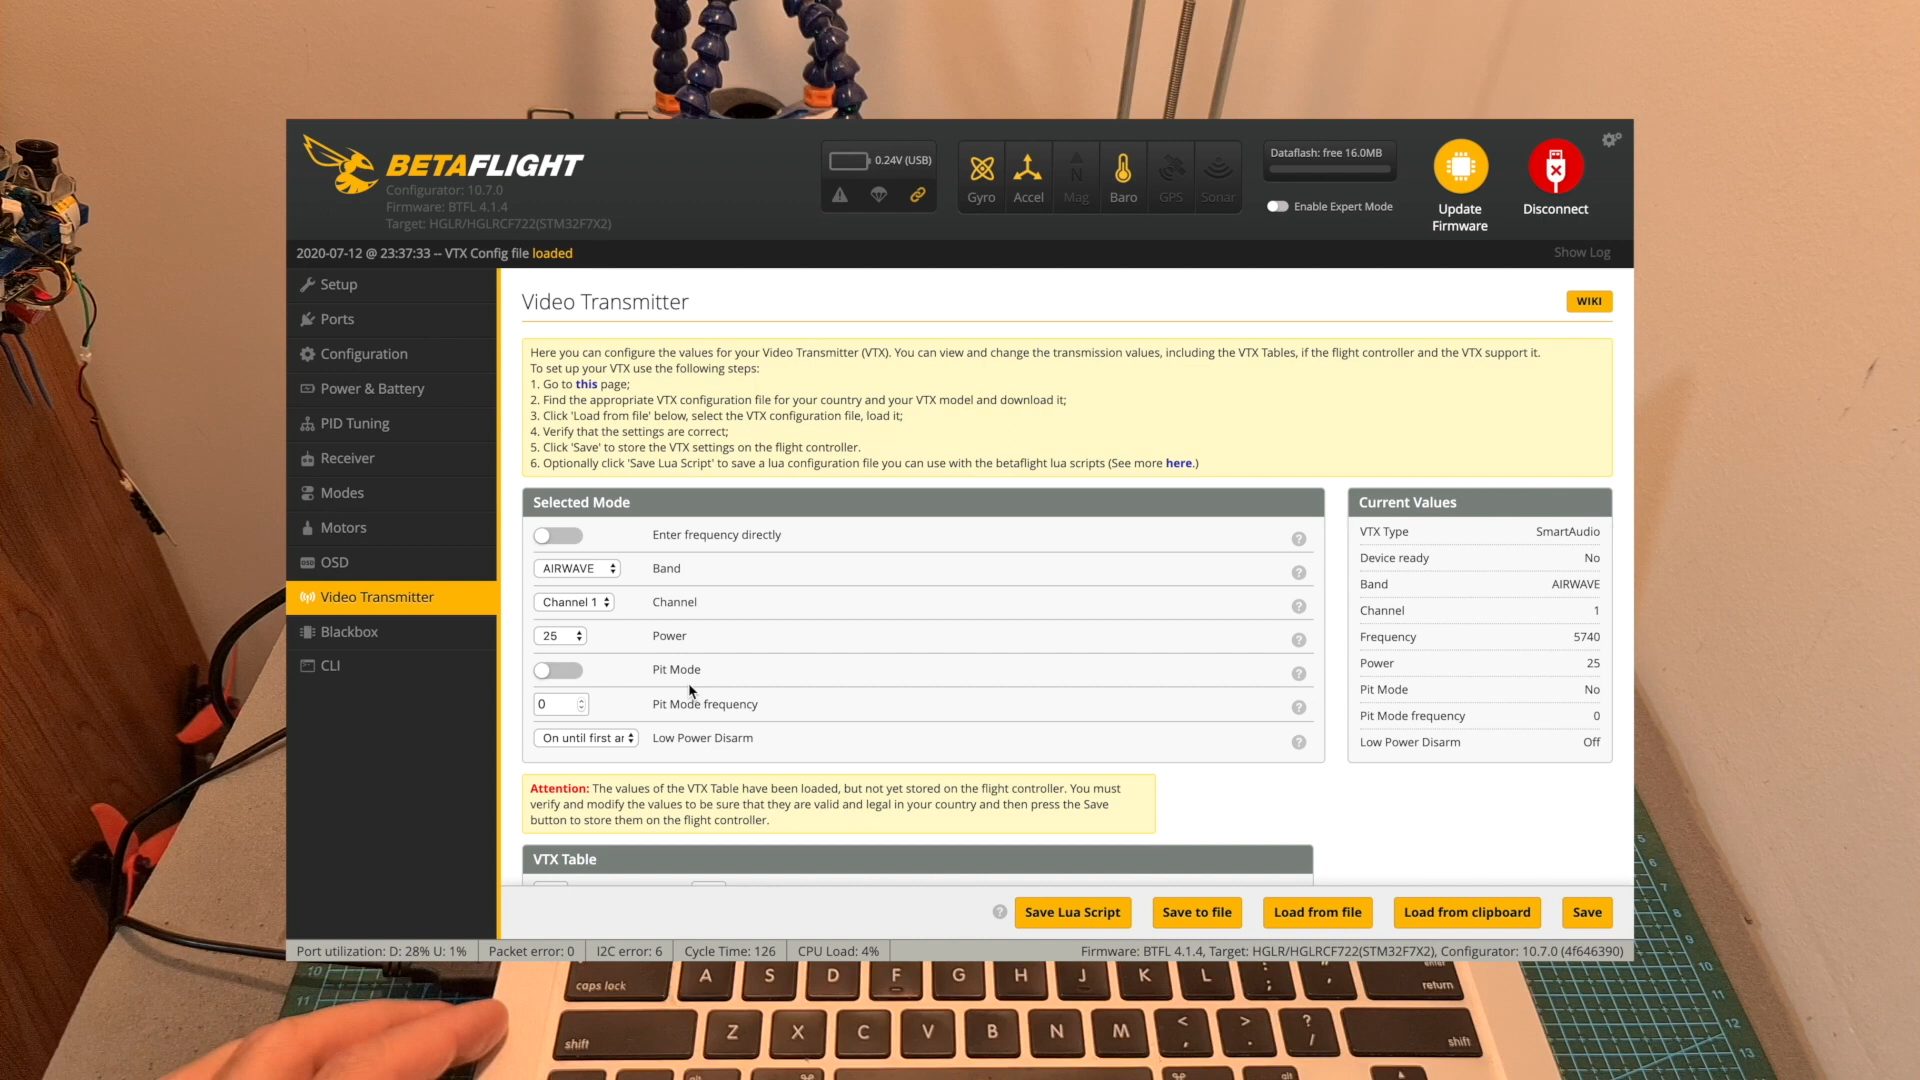 BETAFLIGHT
Configurator: 10.7.0
Firmware: BTFL 4.1.4
Target: HGLR/HGLRCF722(STM32F7X2)
0.24V (USB)
Gyro
Accel
Mag
Baro
GPS
Sonar
Dataflash: free 16.0MB
Enable Expert Mode
Update
Firmware
Disconnect
2020-07-12 @ 23:37:33 -- VTX Config file loaded
Show Log
Setup
Ports
Configuration
Power & Battery
PID Tuning
Receiver
Modes
Motors
OSD
Video Transmitter
Blackbox
CLI
Video Transmitter
WIKI
Here you can configure the values for your Video Transmitter (VTX). You can view and change the transmission values, including the VTX Tables, if the flight controller and the VTX support it.
To set up your VTX use the following steps:
1. Go to this page;
2. Find the appropriate VTX configuration file for your country and your VTX model and download it;
3. Click 'Load from file' below, select the VTX configuration file, load it;
4. Verify that the settings are correct;
5. Click 'Save' to store the VTX settings on the flight controller.
6. Optionally click 'Save Lua Script' to save a lua configuration file you can use with the betaflight lua scripts (See more here.)
Selected Mode
Enter frequency directly ?
AIRWAVE Band ?
Channel 1 Channel ?
25 Power ?
Pit Mode ?
0 Pit Mode frequency ?
On until first ar Low Power Disarm ?
Current Values
VTX Type SmartAudio
Device ready No
Band AIRWAVE
Channel 1
Frequency 5740
Power 25
Pit Mode No
Pit Mode frequency 0
Low Power Disarm Off
Attention: The values of the VTX Table have been loaded, but not yet stored on the flight controller. You must
verify and modify the values to be sure that they are valid and legal in your country and then press the Save
button to store them on the flight controller.
VTX Table
? Save Lua Script Save to file Load from file Load from clipboard Save
Port utilization: D: 28% U: 1% Packet error: 0 I2C error: 6 Cycle Time: 126 CPU Load: 4% Firmware: BTFL 4.1.4, Target: HGLR/HGLRCF722(STM32F7X2), Configurator: 10.7.0 (4f646390)
caps lock A S D F G H J K L : ; " ' enter return
shift Z X C V B N M < , > . ? / shift
alt ⌘ ⌘ alt
10
11
5
6
7
8
9
10
11
12
13